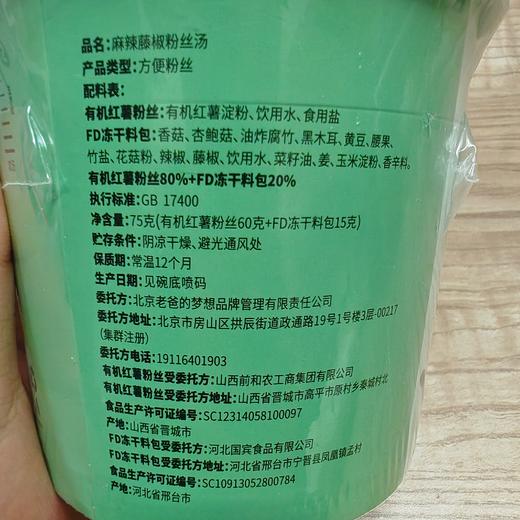 品名:麻辣藤椒粉丝汤
产品类型:方便粉丝
配料表:
有机红薯粉丝:有机红薯淀粉、饮用水、食用盐
FD冻干料包:香菇、杏鲍菇、油炸腐竹、黑木耳、黄豆、腰果、
竹盐、花菇粉、辣椒、藤椒、饮用水、菜籽油、姜、玉米淀粉、香辛料。
有机红薯粉丝80%+FD冻干料包20%
执行标准:GB 17400
净含量:75克(有机红薯粉丝60克+FD冻干料包15克)
贮存条件:阴凉干燥、避光通风处
保质期:常温12个月
生产日期:见碗底喷码
委托方:北京老爸的梦想品牌管理有限责任公司
委托方地址:北京市房山区拱辰街道政通路19号1号楼3层-00217
(集群注册)
委托方电话:19116401903
有机红薯粉丝受委托方:山西前和农工商集团有限公司
有机红薯粉丝受委托方地址:山西省晋城市高平市原村乡秦城村北
食品生产许可证编号:SC12314058100097
产地:山西省晋城市
FD冻干料包受委托方:河北国宾食品有限公司
FD冻干料包受委托方地址:河北省邢台市宁晋县凤凰镇孟村
食品生产许可证编号:SC10913052800784
产地:河北省邢台市